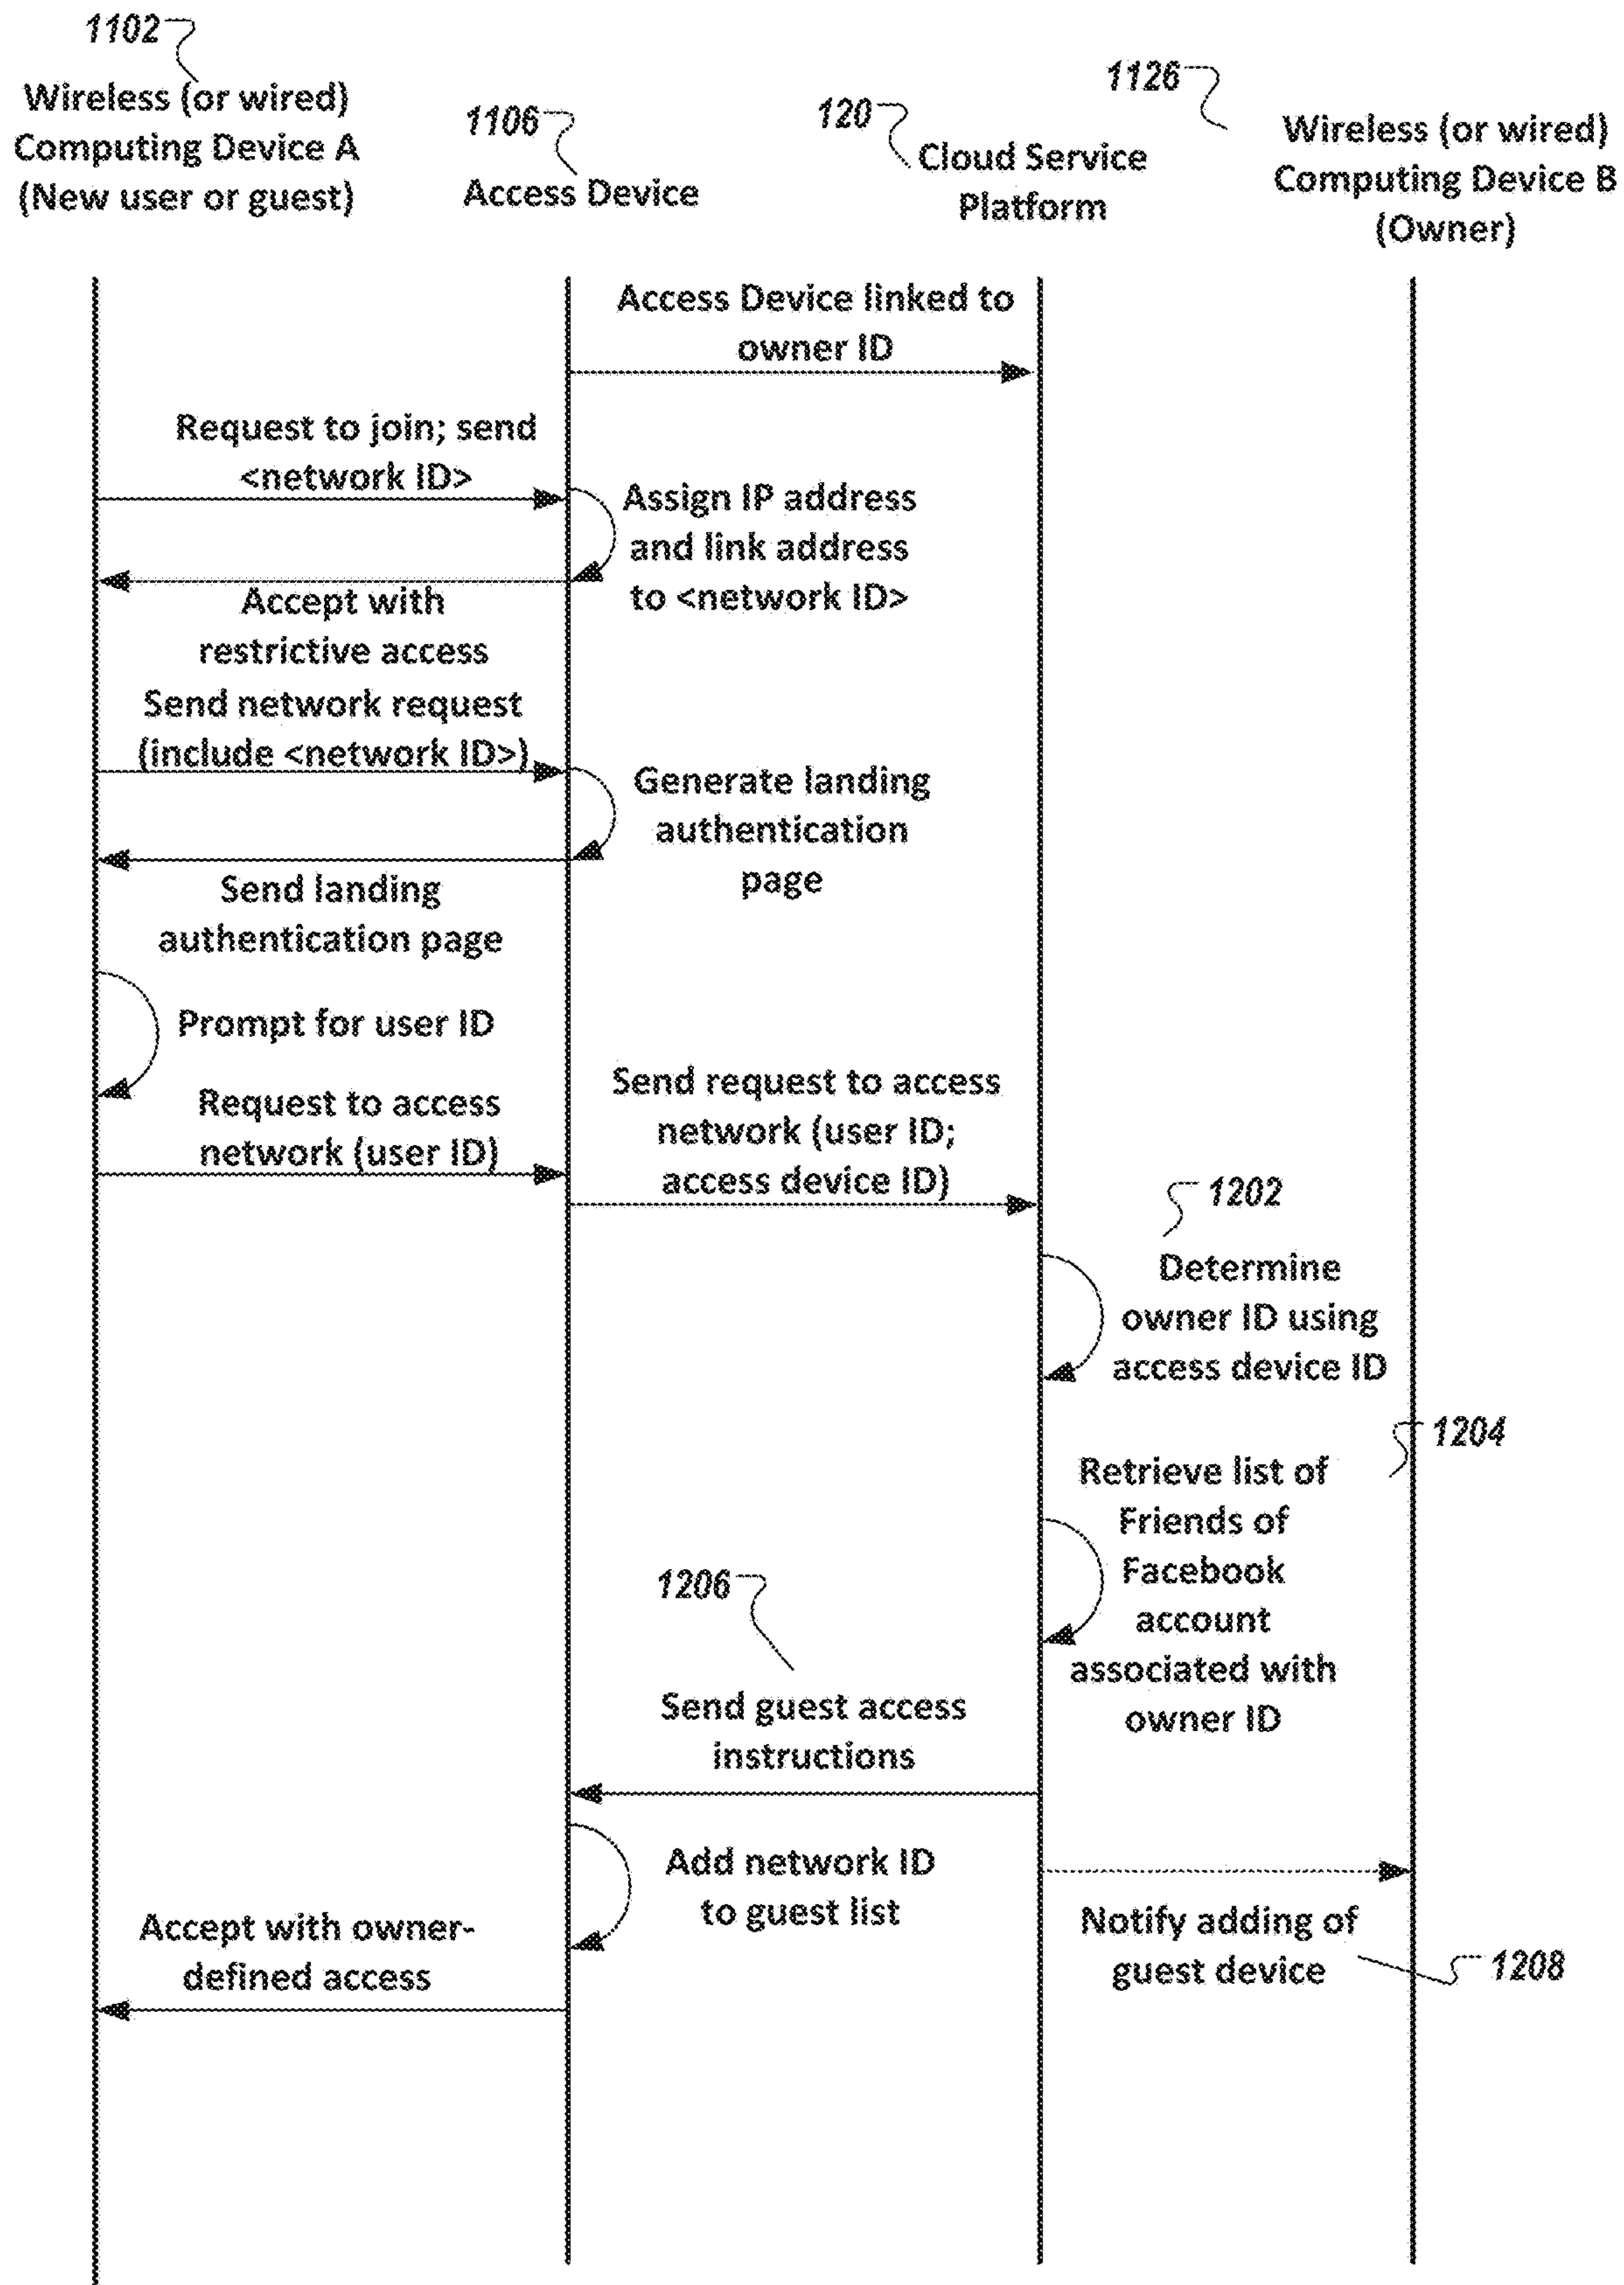 1102
Wireless (or wired)
Computing Device A
(New user or guest)
1106
Access Device
120
Cloud Service
Platform
1126
Wireless (or wired)
Computing Device B
(Owner)
Access Device linked to
owner ID
Request to join; send
<network ID>
Assign IP address
and link address
to <network ID>
Accept with
restrictive access
Send network request
(include <network ID>)
Generate landing
authentication
page
Send landing
authentication page
Prompt for user ID
Request to access
network (user ID)
Send request to access
network (user ID;
access device ID)
1202
Determine
owner ID using
access device ID
1204
Retrieve list of
Friends of
Facebook
account
associated with
owner ID
1206
Send guest access
instructions
Add network ID
to guest list
Notify adding of
guest device
1208
Accept with owner-
defined access